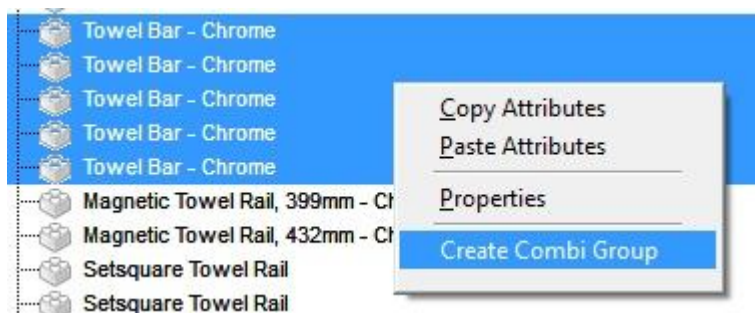 Towel Bar - Chrome
Towel Bar - Chrome
Towel Bar - Chrome
Towel Bar - Chrome
Towel Bar - Chrome
Magnetic Towel Rail, 399mm - Ch
Magnetic Towel Rail, 432mm - Ch
Setsquare Towel Rail
Setsquare Towel Rail
Copy Attributes
Paste Attributes
Properties
Create Combi Group